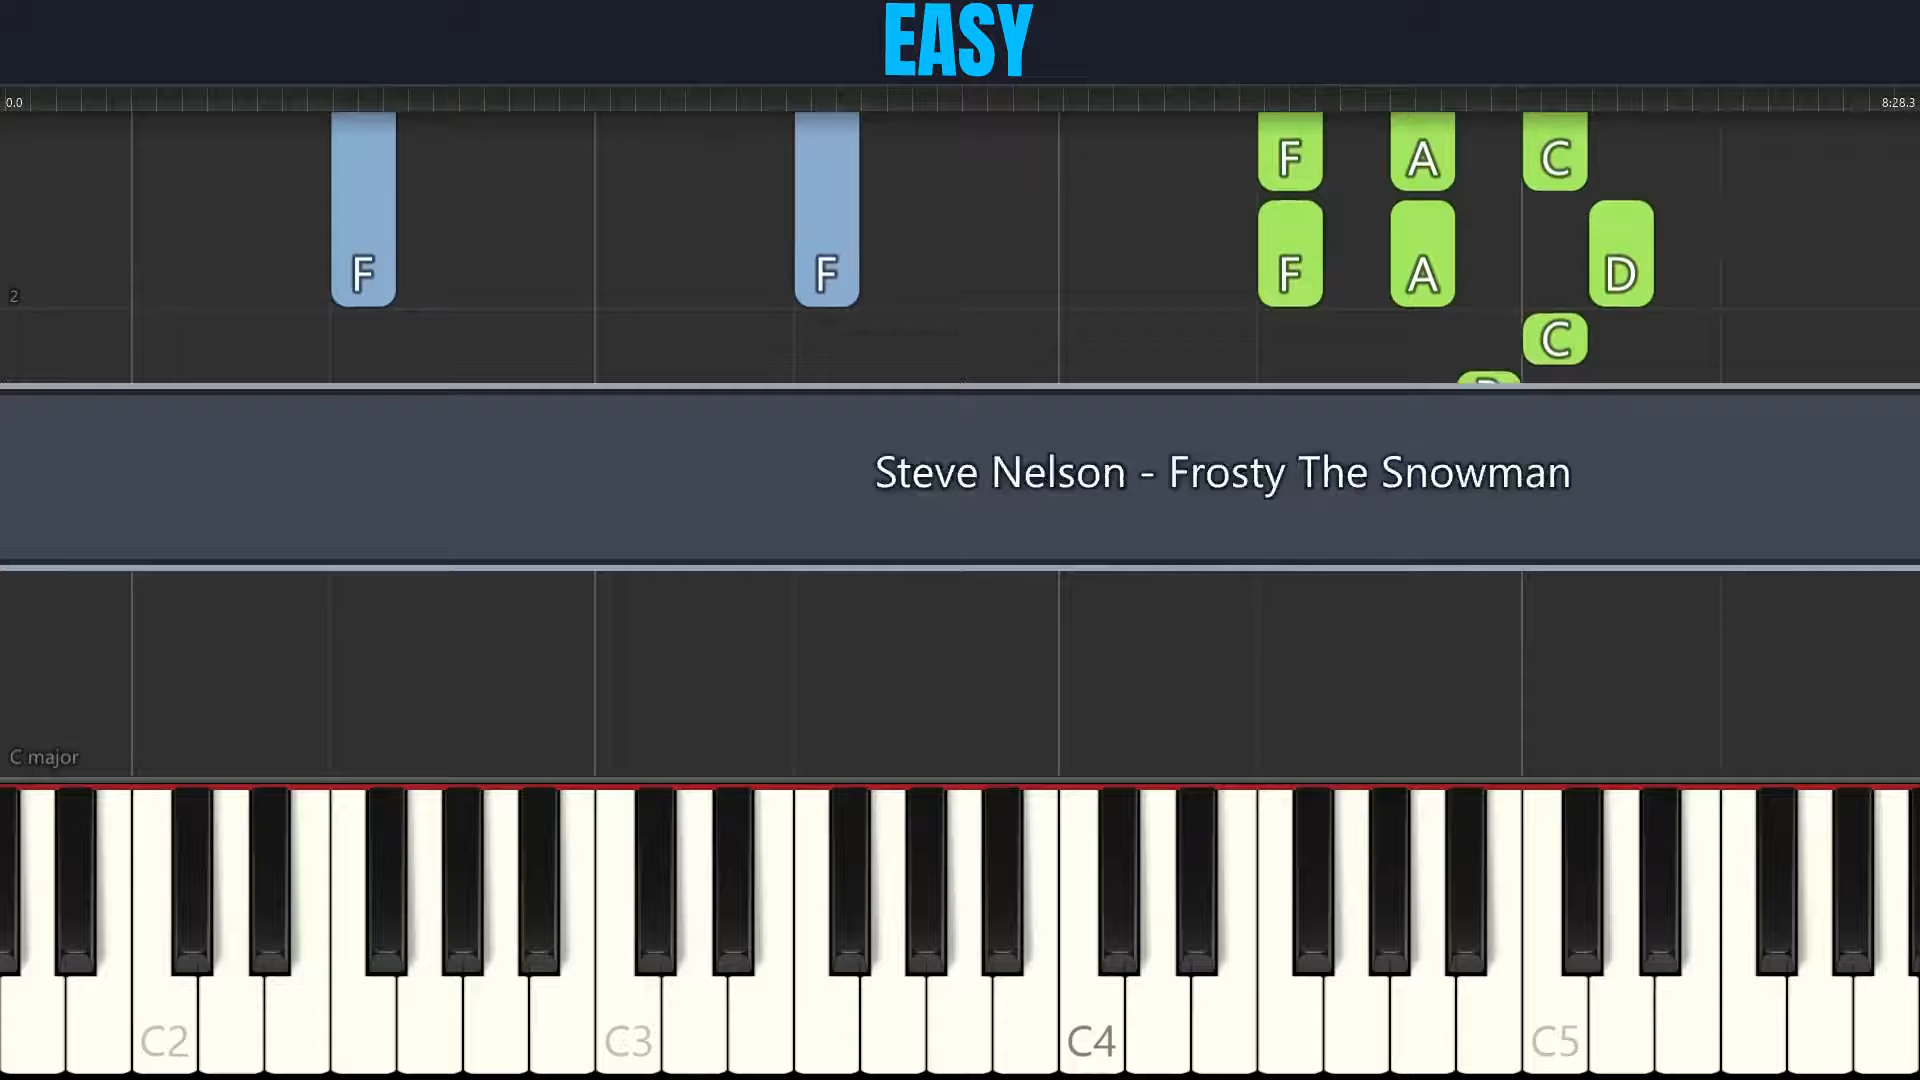 EASY
0.0
8:28.3
F A C
F F F A D
2
C
Steve Nelson - Frosty The Snowman
C major
C2 C3 C4 C5